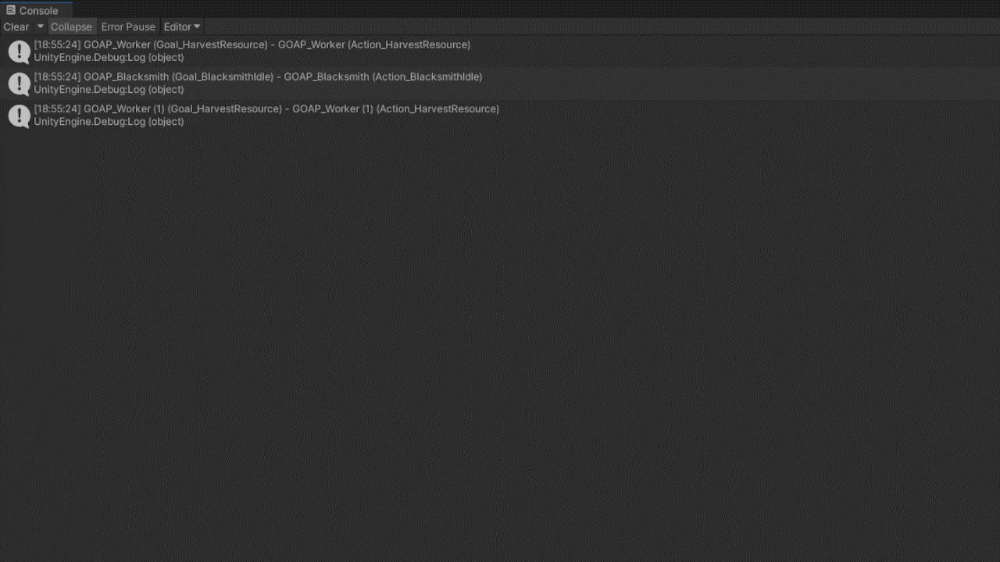 Console
Clear Collapse Error Pause Editor
[18:55:24] GOAP_Worker (Goal_HarvestResource) - GOAP_Worker (Action_HarvestResource)
UnityEngine.Debug:Log (object)
[18:55:24] GOAP_Blacksmith (Goal_BlacksmithIdle) - GOAP_Blacksmith (Action_BlacksmithIdle)
UnityEngine.Debug:Log (object)
[18:55:24] GOAP_Worker (1) (Goal_HarvestResource) - GOAP_Worker (1) (Action_HarvestResource)
UnityEngine.Debug:Log (object)